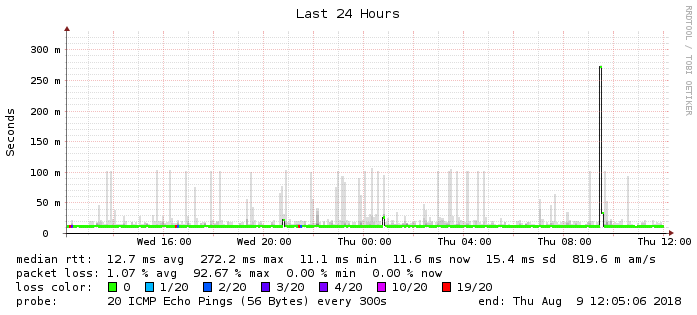 Last 24 Hours
RRDTOOL / TOBI OETIKER
Seconds
300 m
250 m
200 m
150 m
100 m
50 m
0
Wed 16:00 Wed 20:00 Thu 00:00 Thu 04:00 Thu 08:00 Thu 12:00
median rtt: 12.7 ms avg 272.2 ms max 11.1 ms min 11.6 ms now 15.4 ms sd 819.6 m am/s
packet loss: 1.07 % avg 92.67 % max 0.00 % min 0.00 % now
loss color: 0 1/20 2/20 3/20 4/20 10/20 19/20
probe: 20 ICMP Echo Pings (56 Bytes) every 300s end: Thu Aug 9 12:05:06 2018